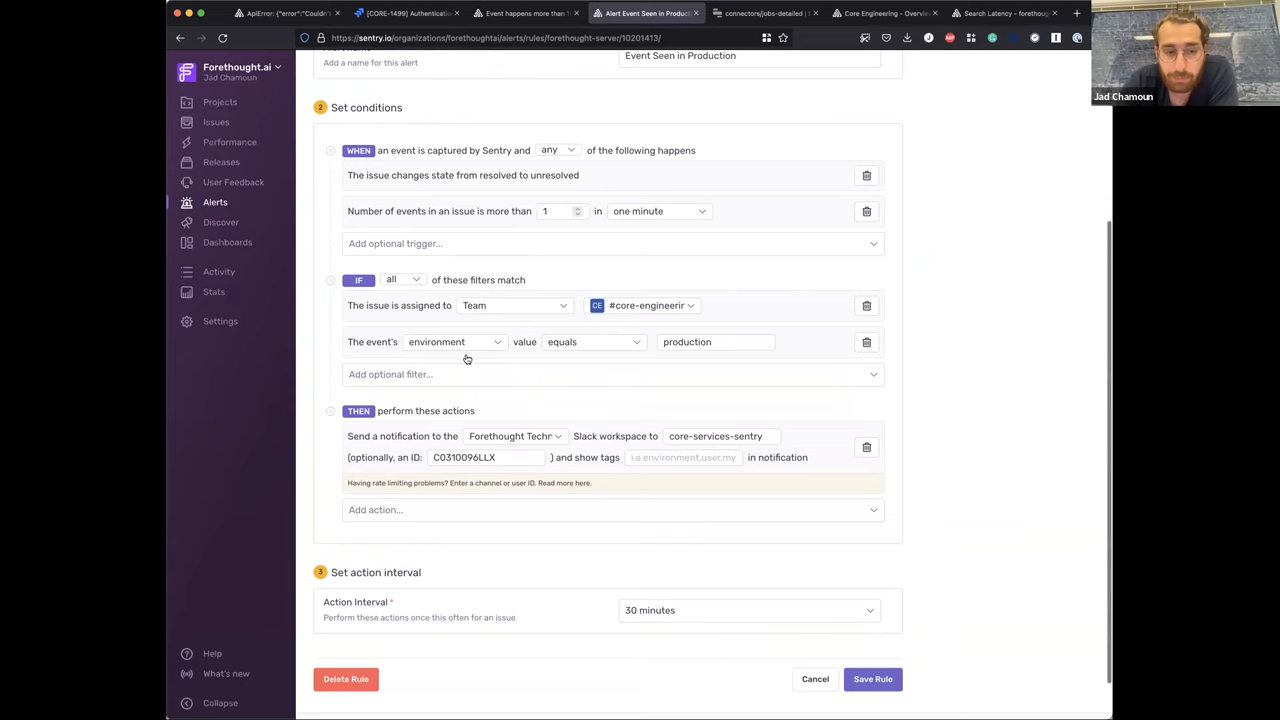 ApiError: {"error":"Couldn't
[CORE-1499] Authenticatio
Event happens more than 1
Alert Event Seen in Produc
connectors/jobs-detailed |
Core Engineering - Overvie
Search Latency - forethoug
https://sentry.io/organizations/forethoughtai/alerts/rules/forethought-server/10201413/
Jad Chamoun
Forethought.ai
Jad Chamoun
Projects
Issues
Performance
Releases
User Feedback
Alerts
Discover
Dashboards
Activity
Stats
Settings
Help
What's new
Collapse
Add a name for this alert
Event Seen in Production
2 Set conditions
WHEN an event is captured by Sentry and any of the following happens
The issue changes state from resolved to unresolved
Number of events in an issue is more than 1 in one minute
Add optional trigger...
IF all of these filters match
The issue is assigned to Team CE #core-engineerin
The event's environment value equals production
Add optional filter...
THEN perform these actions
Send a notification to the Forethought Techn Slack workspace to core-services-sentry
(optionally, an ID: C0310096LLX ) and show tags i.e environment,user,my in notification
Having rate limiting problems? Enter a channel or user ID. Read more here.
Add action...
3 Set action interval
Action Interval *
Perform these actions once this often for an issue
30 minutes
Delete Rule
Cancel
Save Rule